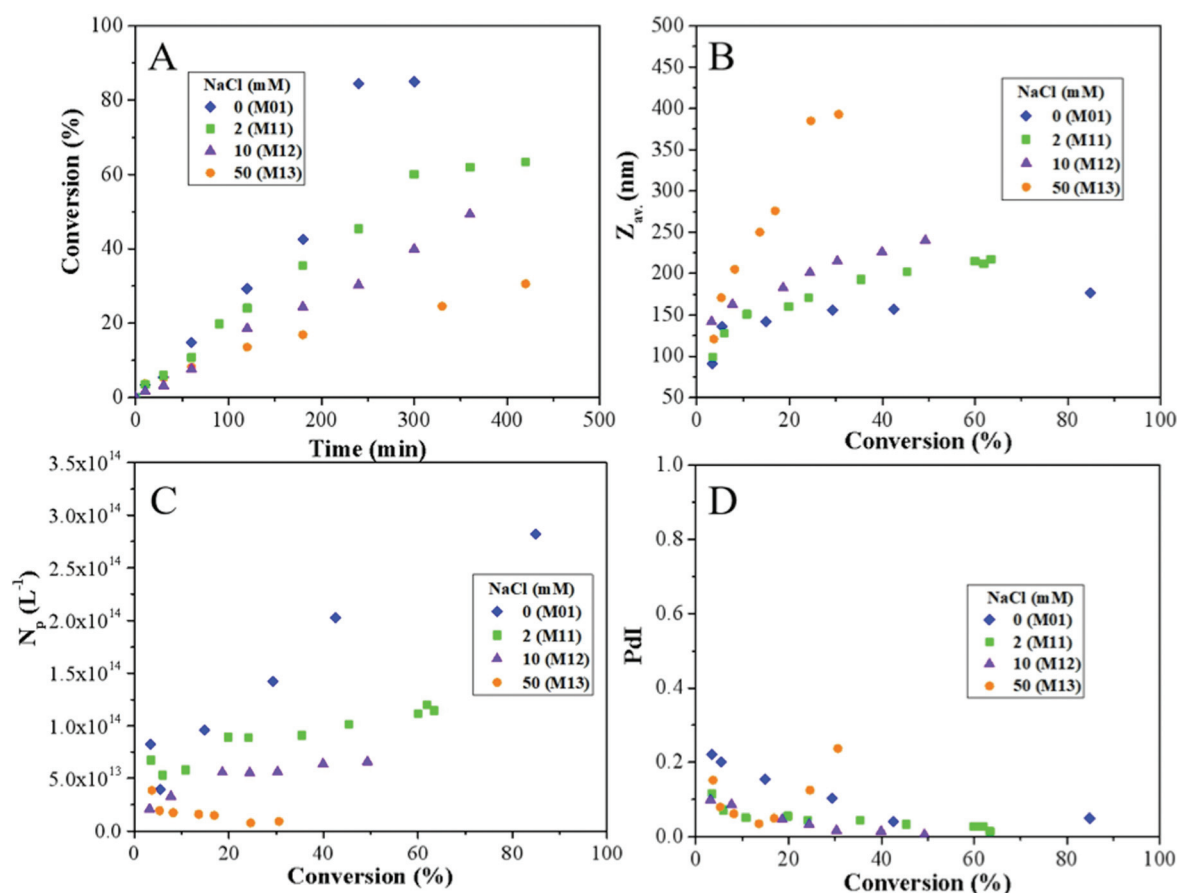 A
NaCl (mM)
0 (M01)
2 (M11)
10 (M12)
50 (M13)
Conversion (%)
100
80
60
40
20
0
0 100 200 300 400 500
Time (min)
B
NaCl (mM)
0 (M01)
2 (M11)
10 (M12)
50 (M13)
Zav. (nm)
500
450
400
350
300
250
200
150
100
50
0 20 40 60 80 100
Conversion (%)
C
NaCl (mM)
0 (M01)
2 (M11)
10 (M12)
50 (M13)
Np (L-1)
3.5x10^14
3.0x10^14
2.5x10^14
2.0x10^14
1.5x10^14
1.0x10^14
5.0x10^13
0.0
0 20 40 60 80 100
Conversion (%)
D
NaCl (mM)
0 (M01)
2 (M11)
10 (M12)
50 (M13)
PdI
1.0
0.8
0.6
0.4
0.2
0.0
0 20 40 60 80 100
Conversion (%)